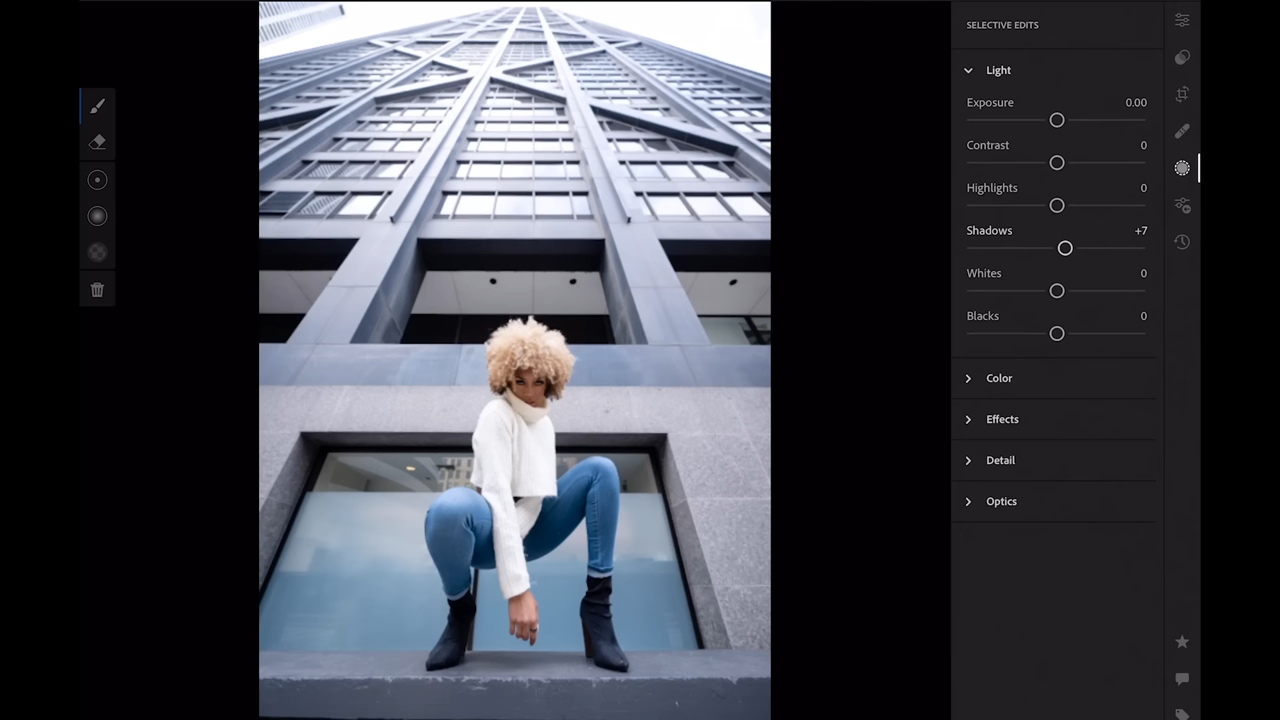 SELECTIVE EDITS
Light
Exposure 0.00
Contrast 0
Highlights 0
Shadows +7
Whites 0
Blacks 0
Color
Effects
Detail
Optics